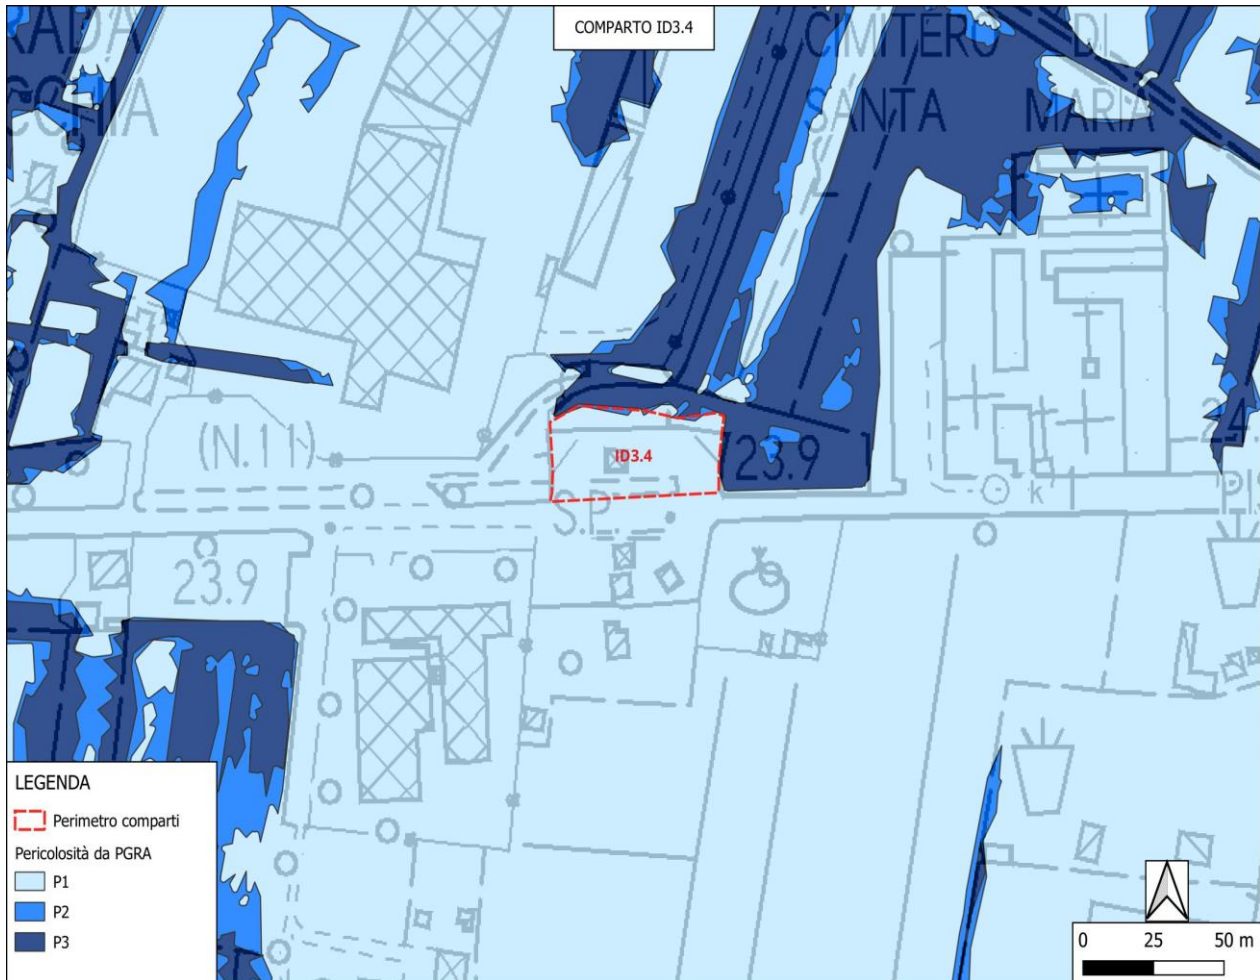 COMPARTO ID3.4
CIMITERO DI
SANTA MARIA
(N.11)
ID3.4
23.9
S.P.
K
23.9
LEGENDA
Perimetro comparti
Pericolosità da PGRA
P1
P2
P3
0 25 50 m